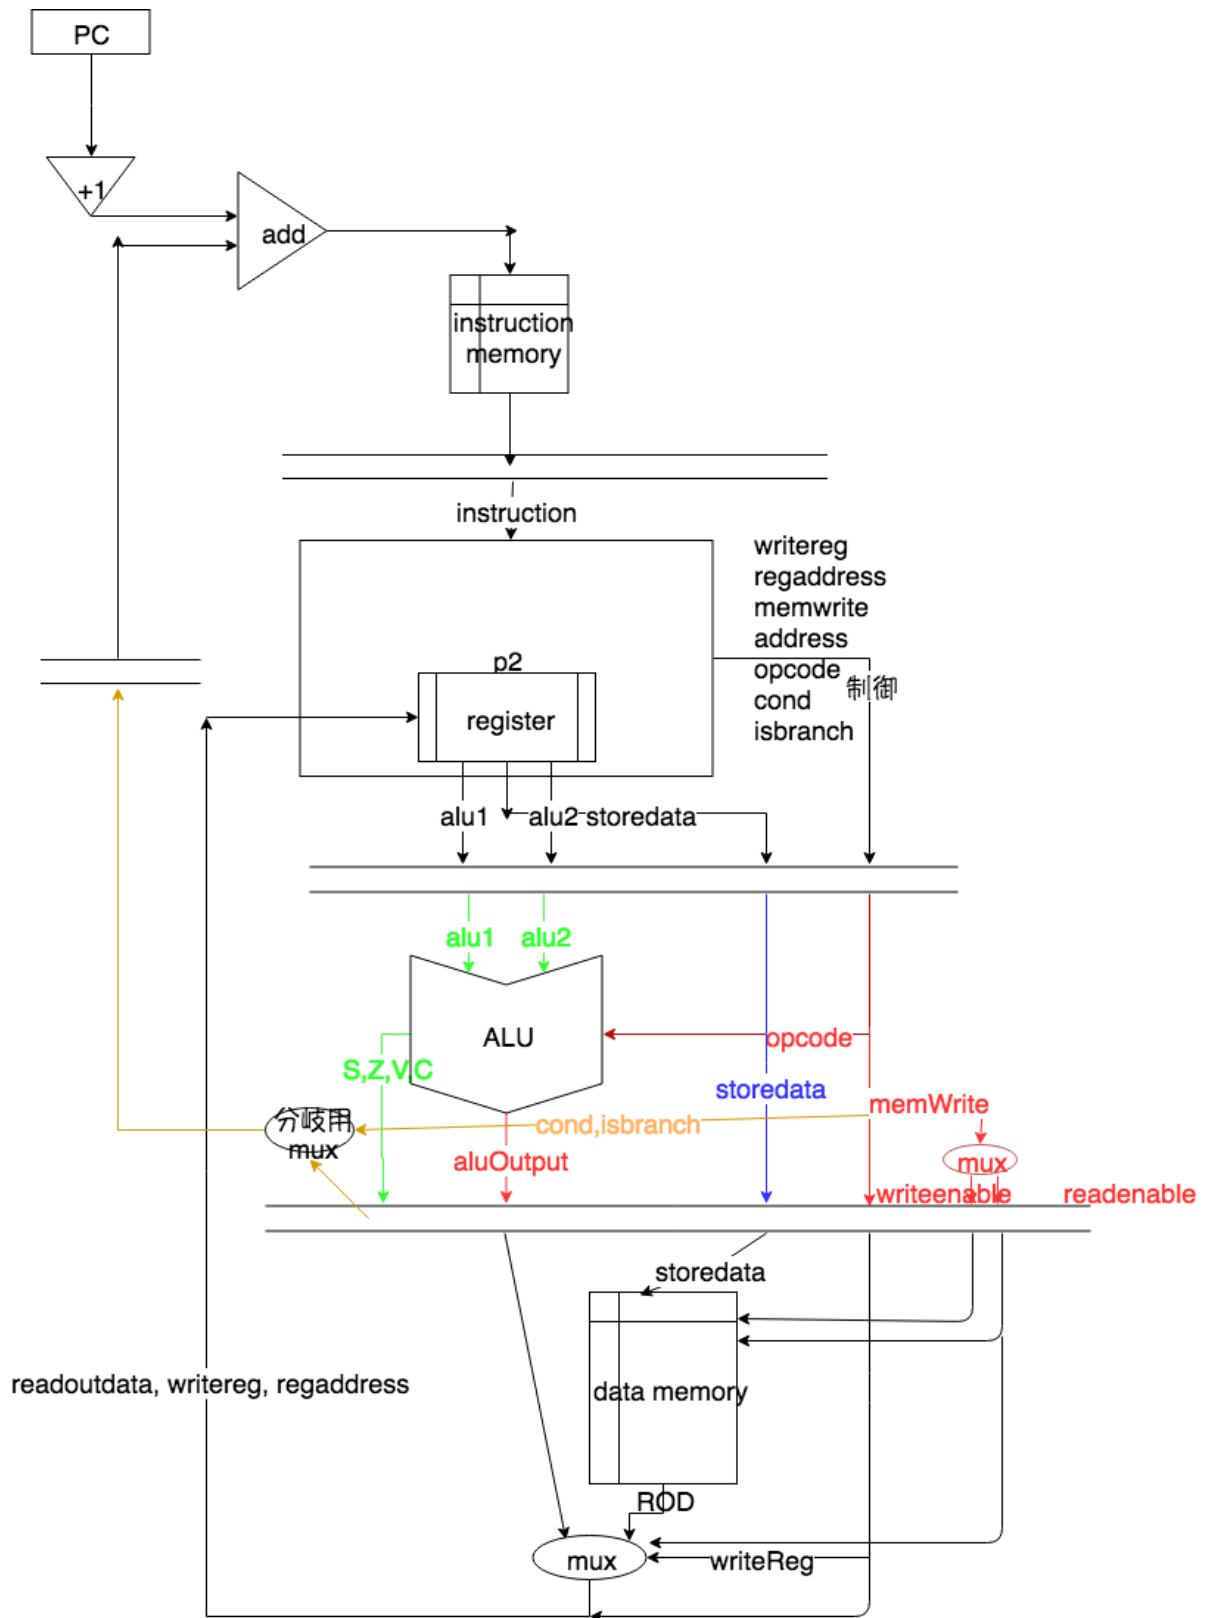 PC
+1
add
instruction
memory
instruction
writereg
regaddress
memwrite
address
opcode
cond
isbranch
制御
p2
register
alu1
alu2
storedata
alu1
alu2
ALU
opcode
S,Z,V,C
storedata
memWrite
分岐用
mux
cond,isbranch
aluOutput
mux
writeenable
readenable
storedata
readoutdata, writereg, regaddress
data memory
ROD
mux
writeReg